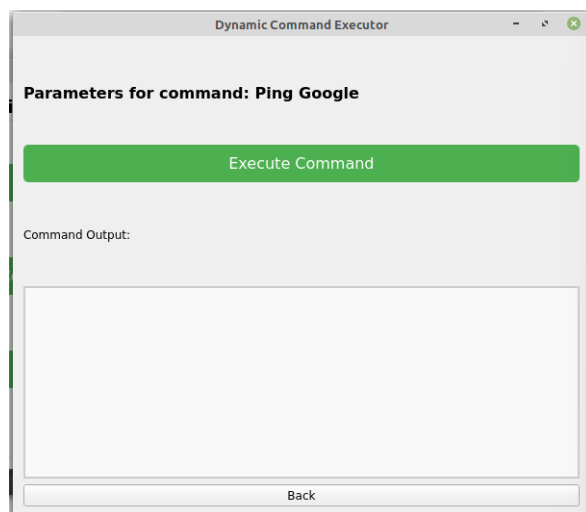 Dynamic Command Executor
Parameters for command: Ping Google
Execute Command
Command Output:
Back